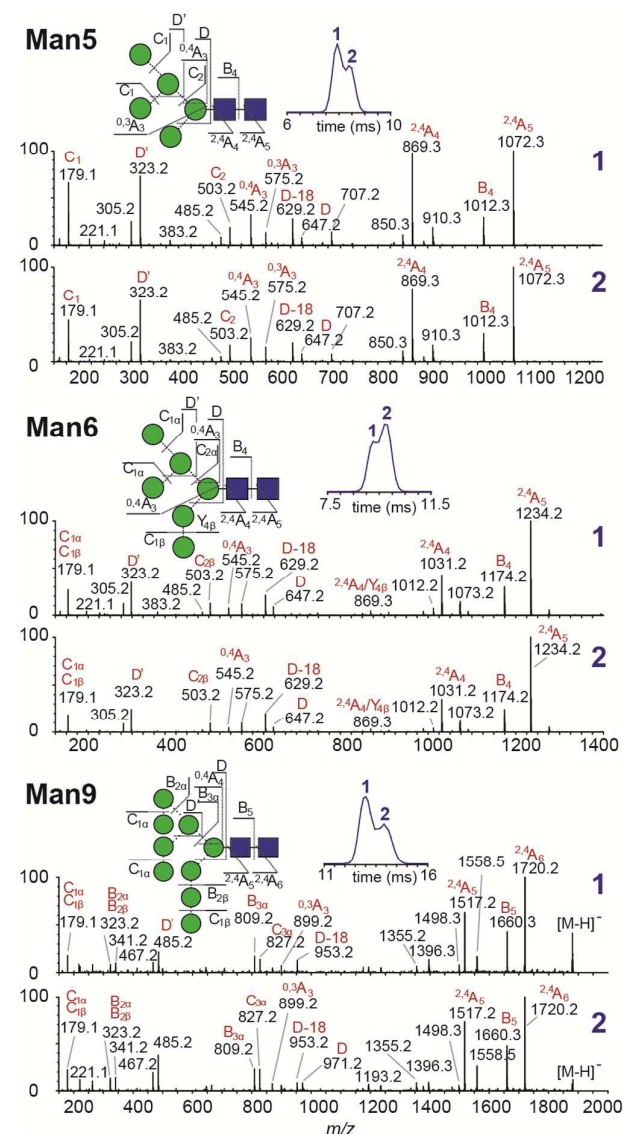 Man5
D'
C1
0,4A3
D
C2
B4
C1
0,3A3
2,4A4
2,4A5
1
2
6
time (ms)
10
100
0
C1
179.1
221.1
305.2
D'
323.2
383.2
485.2
C2
503.2
0,4A3
545.2
0,3A3
575.2
D-18
629.2
D
647.2
707.2
850.3
2,4A4
869.3
910.3
B4
1012.3
2,4A5
1072.3
1
100
0
C1
179.1
221.1
305.2
D'
323.2
383.2
485.2
C2
503.2
0,4A3
545.2
0,3A3
575.2
D-18
629.2
D
647.2
707.2
850.3
2,4A4
869.3
910.3
B4
1012.3
2,4A5
1072.3
2
200 300 400 500 600 700 800 900 1000 1100 1200
Man6
D'
C1α
D
0,4A3
C2α
B4
C1α
0,4A3
Y4β
2,4A4
2,4A5
C1β
1
2
7.5
time (ms)
11.5
100
0
C1α
C1β
179.1
221.1
305.2
D'
323.2
383.2
485.2
C2β
503.2
0,4A3
545.2
575.2
D-18
629.2
D
647.2
2,4A4/Y4β
869.3
1012.2
2,4A4
1031.2
1073.2
B4
1174.2
2,4A5
1234.2
1
100
0
C1α
C1β
179.1
305.2
D'
323.2
C2β
503.2
0,4A3
545.2
575.2
D-18
629.2
D
647.2
2,4A4/Y4β
869.3
1012.2
2,4A4
1031.2
1073.2
B4
1174.2
2,4A5
1234.2
2
200 400 600 800 1000 1200 1400
Man9
D
B2α
0,4A4
B3α
C1α
D'
B5
C1α
2,4A5
2,4A6
B2β
C1β
1
2
11
time (ms)
16
100
0
C1α
C1β
179.1
B2α
B2β
323.2
341.2
467.2
D'
485.2
B3α
809.2
C3α
827.2
0,3A3
899.2
D-18
953.2
1355.2
1396.3
1498.3
2,4A5
1517.2
1558.5
B5
1660.3
2,4A6
1720.2
[M-H]-
1
100
0
C1α
C1β
179.1
221.1
B2α
B2β
323.2
341.2
467.2
485.2
B3α
809.2
C3α
827.2
0,3A3
899.2
D-18
953.2
D
971.2
1193.2
1355.2
1396.3
1498.3
2,4A5
1517.2
1558.5
B5
1660.3
2,4A6
1720.2
[M-H]-
2
200 400 600 800 1000 1200 1400 1600 1800 2000
m/z